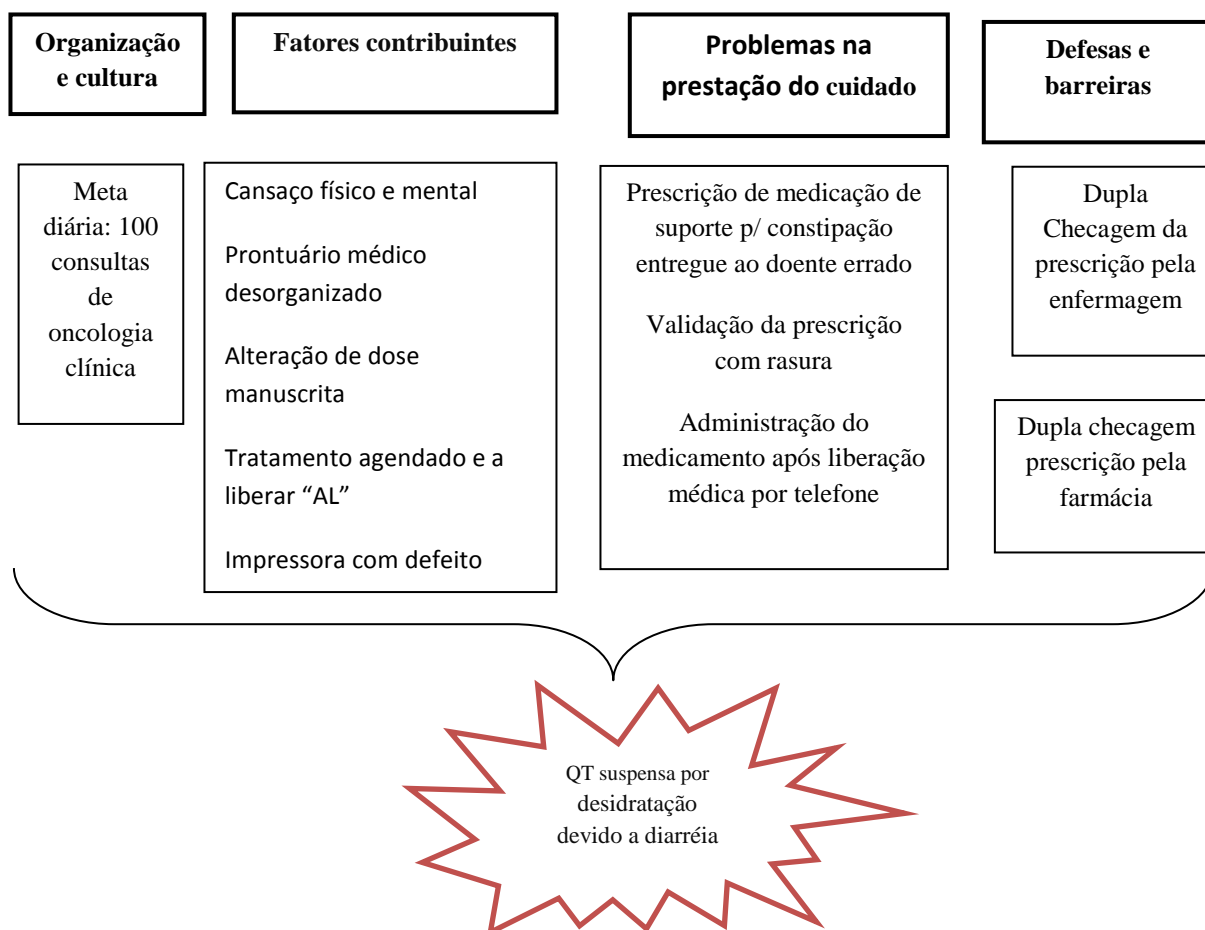 Organização
e cultura
Fatores contribuintes
Problemas na
prestação do cuidado
Defesas e
barreiras
Meta
diária: 100
consultas
de
oncologia
clínica
Cansaço físico e mental
Prontuário médico
desorganizado
Alteração de dose
manuscrita
Tratamento agendado e a
liberar “AL”
Impressora com defeito
Prescrição de medicação de
suporte p/ constipação
entregue ao doente errado
Validação da prescrição
com rasura
Administração do
medicamento após liberação
médica por telefone
Dupla
Checagem da
prescrição pela
enfermagem
Dupla checagem
prescrição pela
farmácia
QT suspensa por
desidratação
devido a diarréia